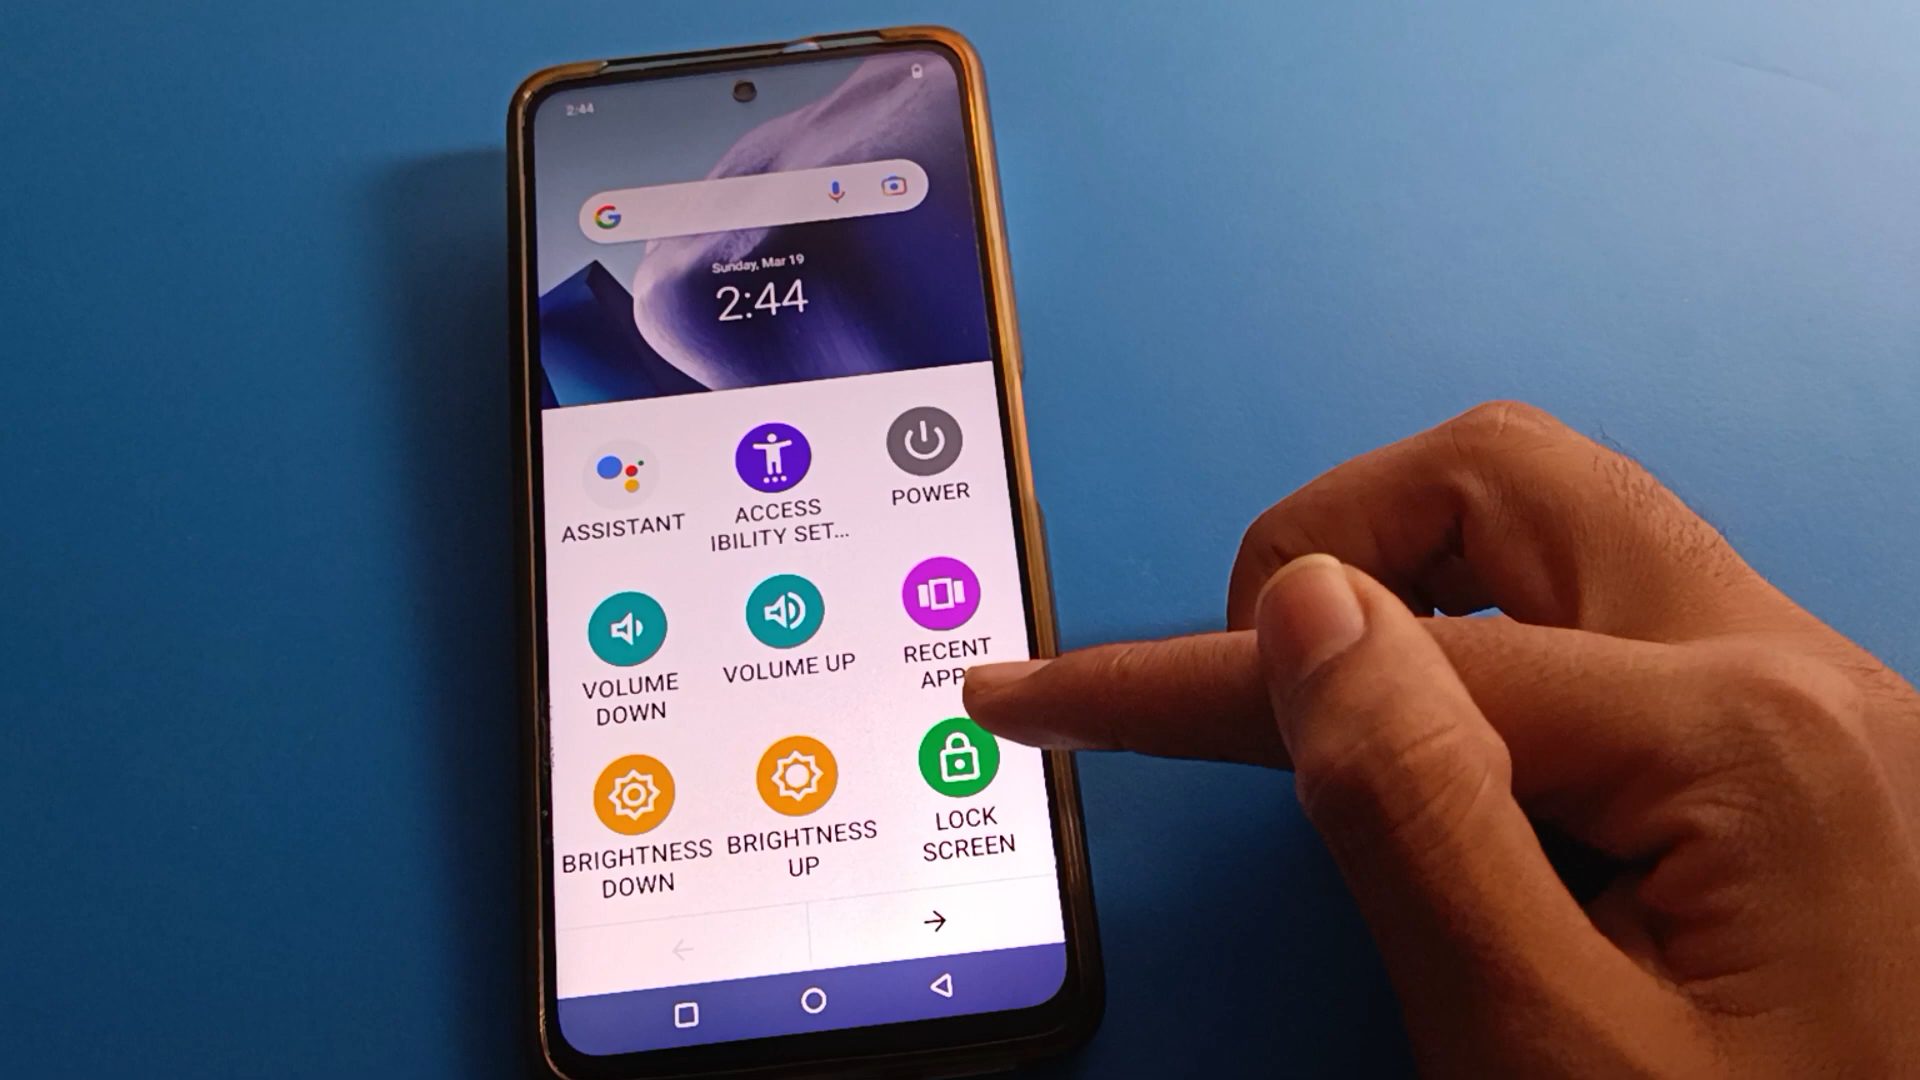 2:44
Sunday, Mar 19
2:44
ASSISTANT
ACCESS
IBILITY SET...
POWER
VOLUME
DOWN
VOLUME UP
RECENT
APP
BRIGHTNESS
DOWN
BRIGHTNESS
UP
LOCK
SCREEN